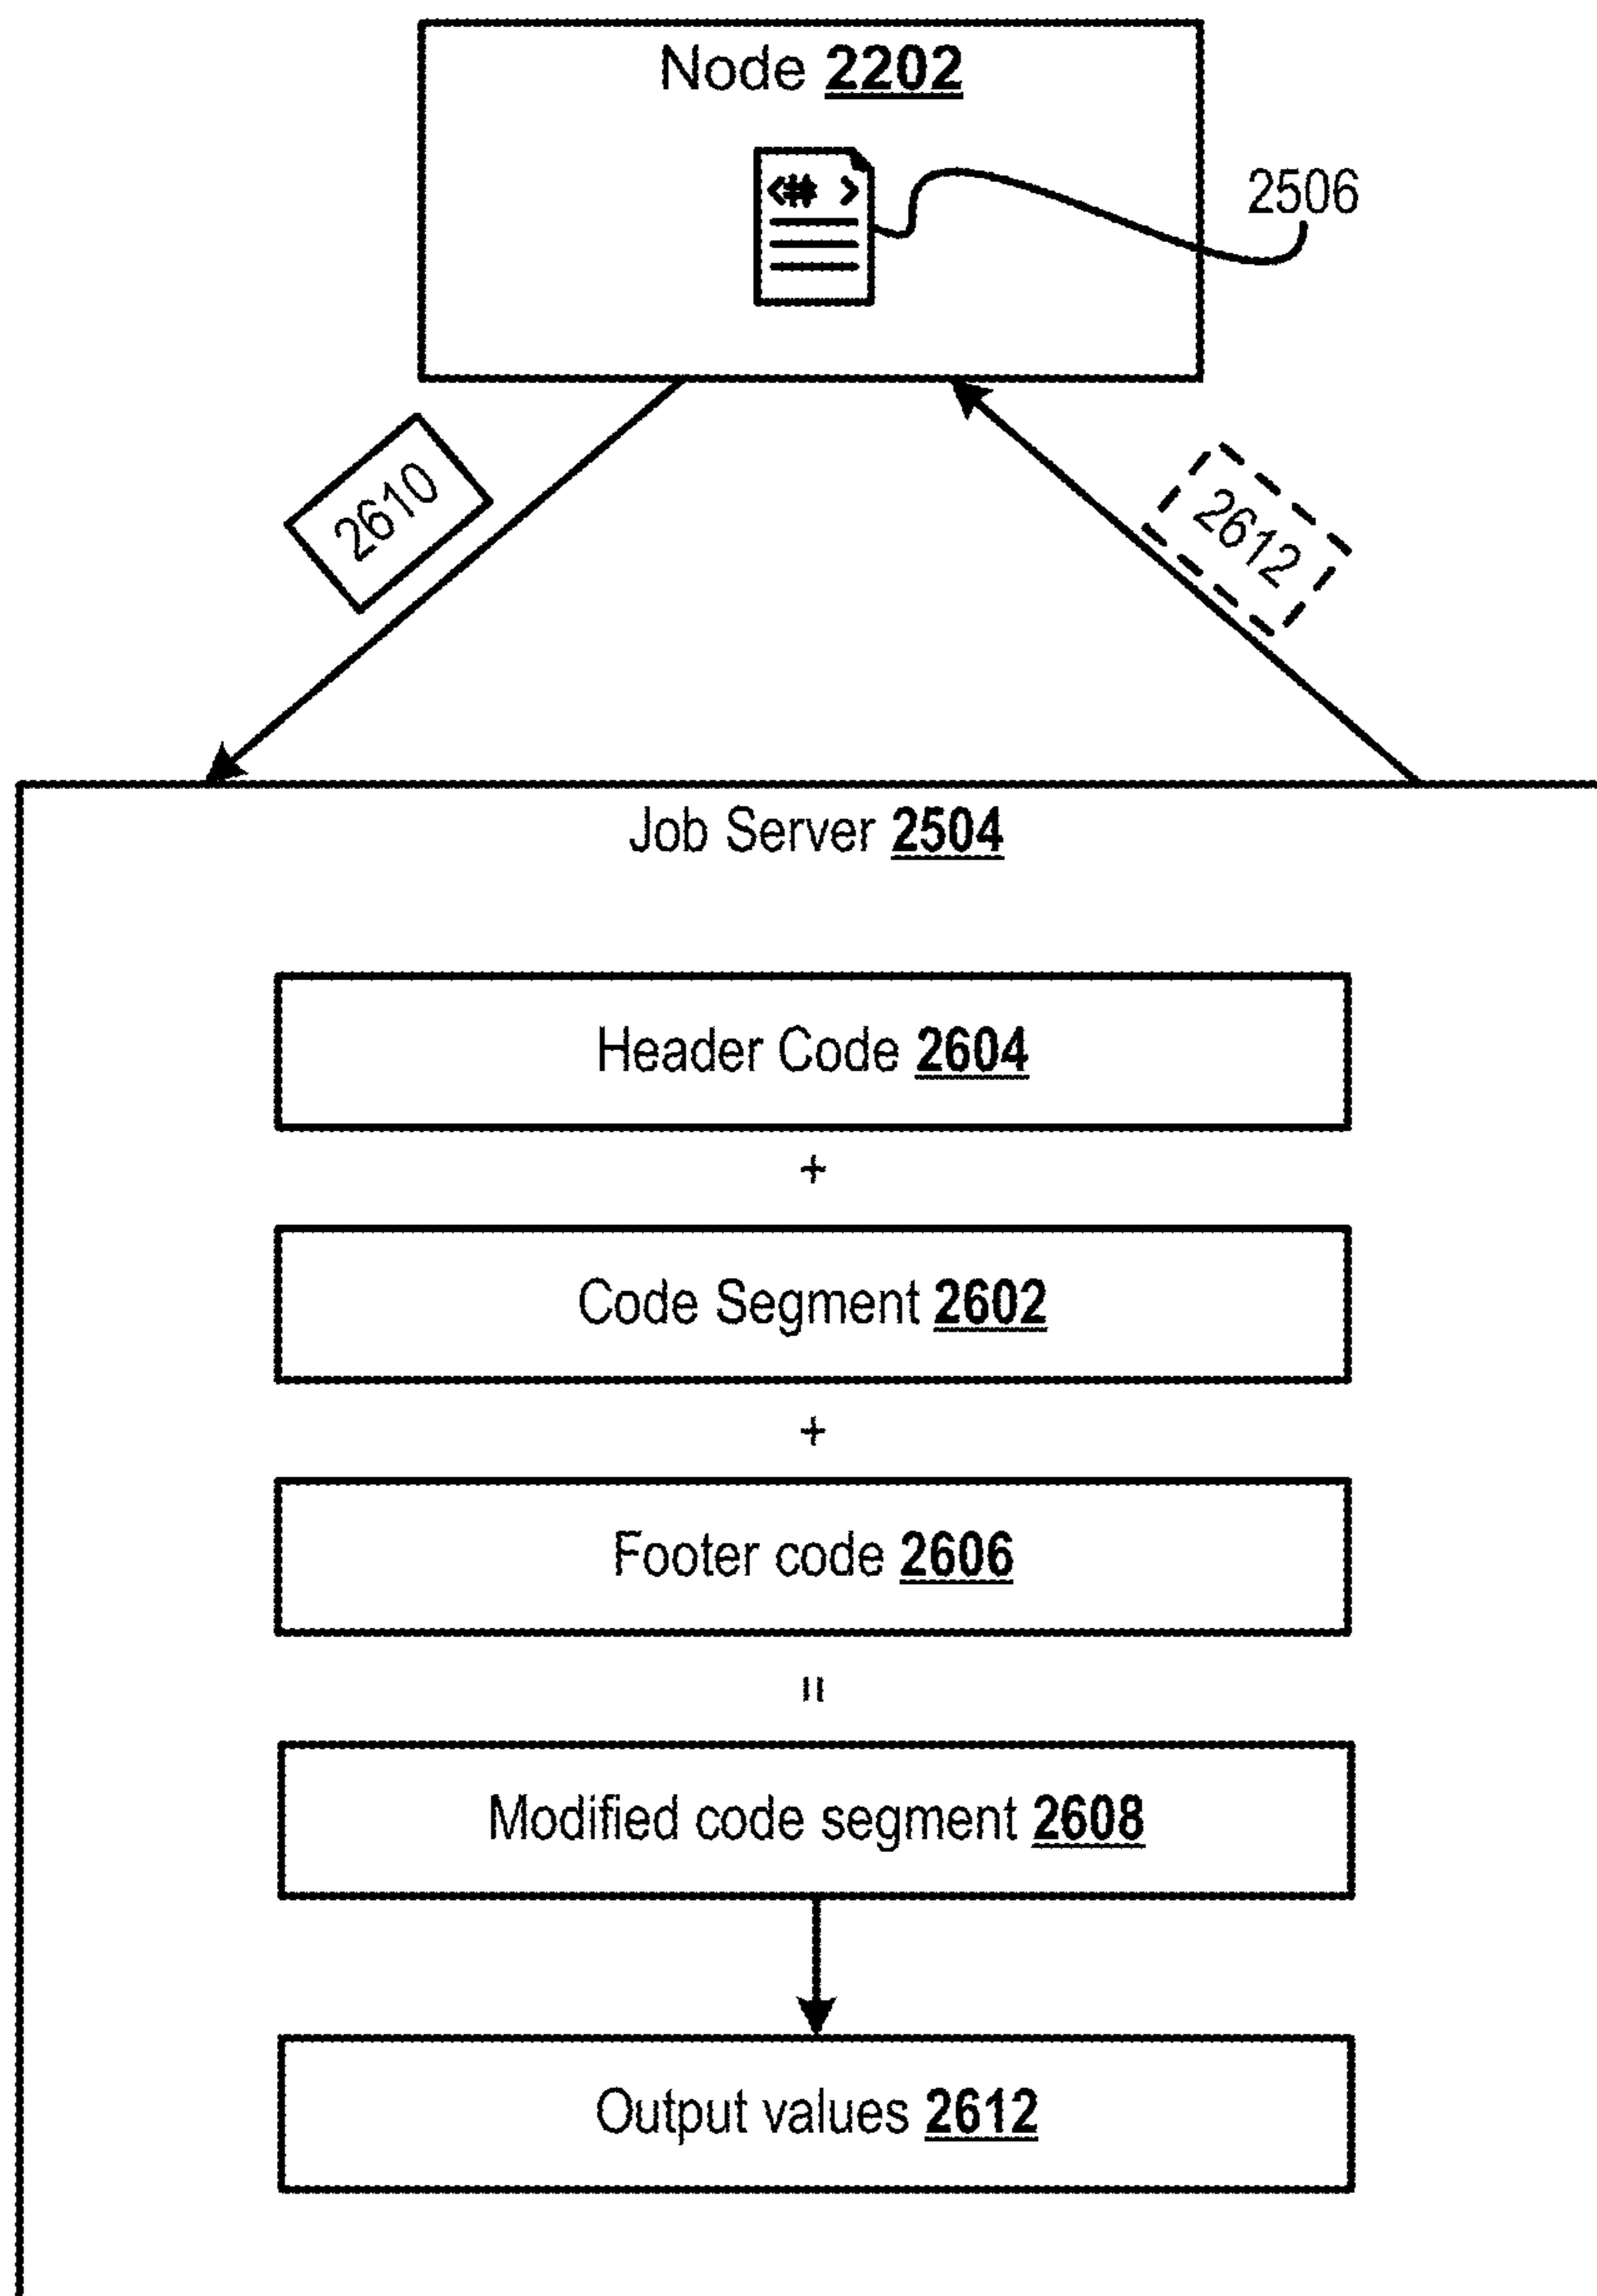 Node 2202
<# >
2506
2610
2612
Job Server 2504
Header Code 2604
+
Code Segment 2602
+
Footer code 2606
=
Modified code segment 2608
Output values 2612